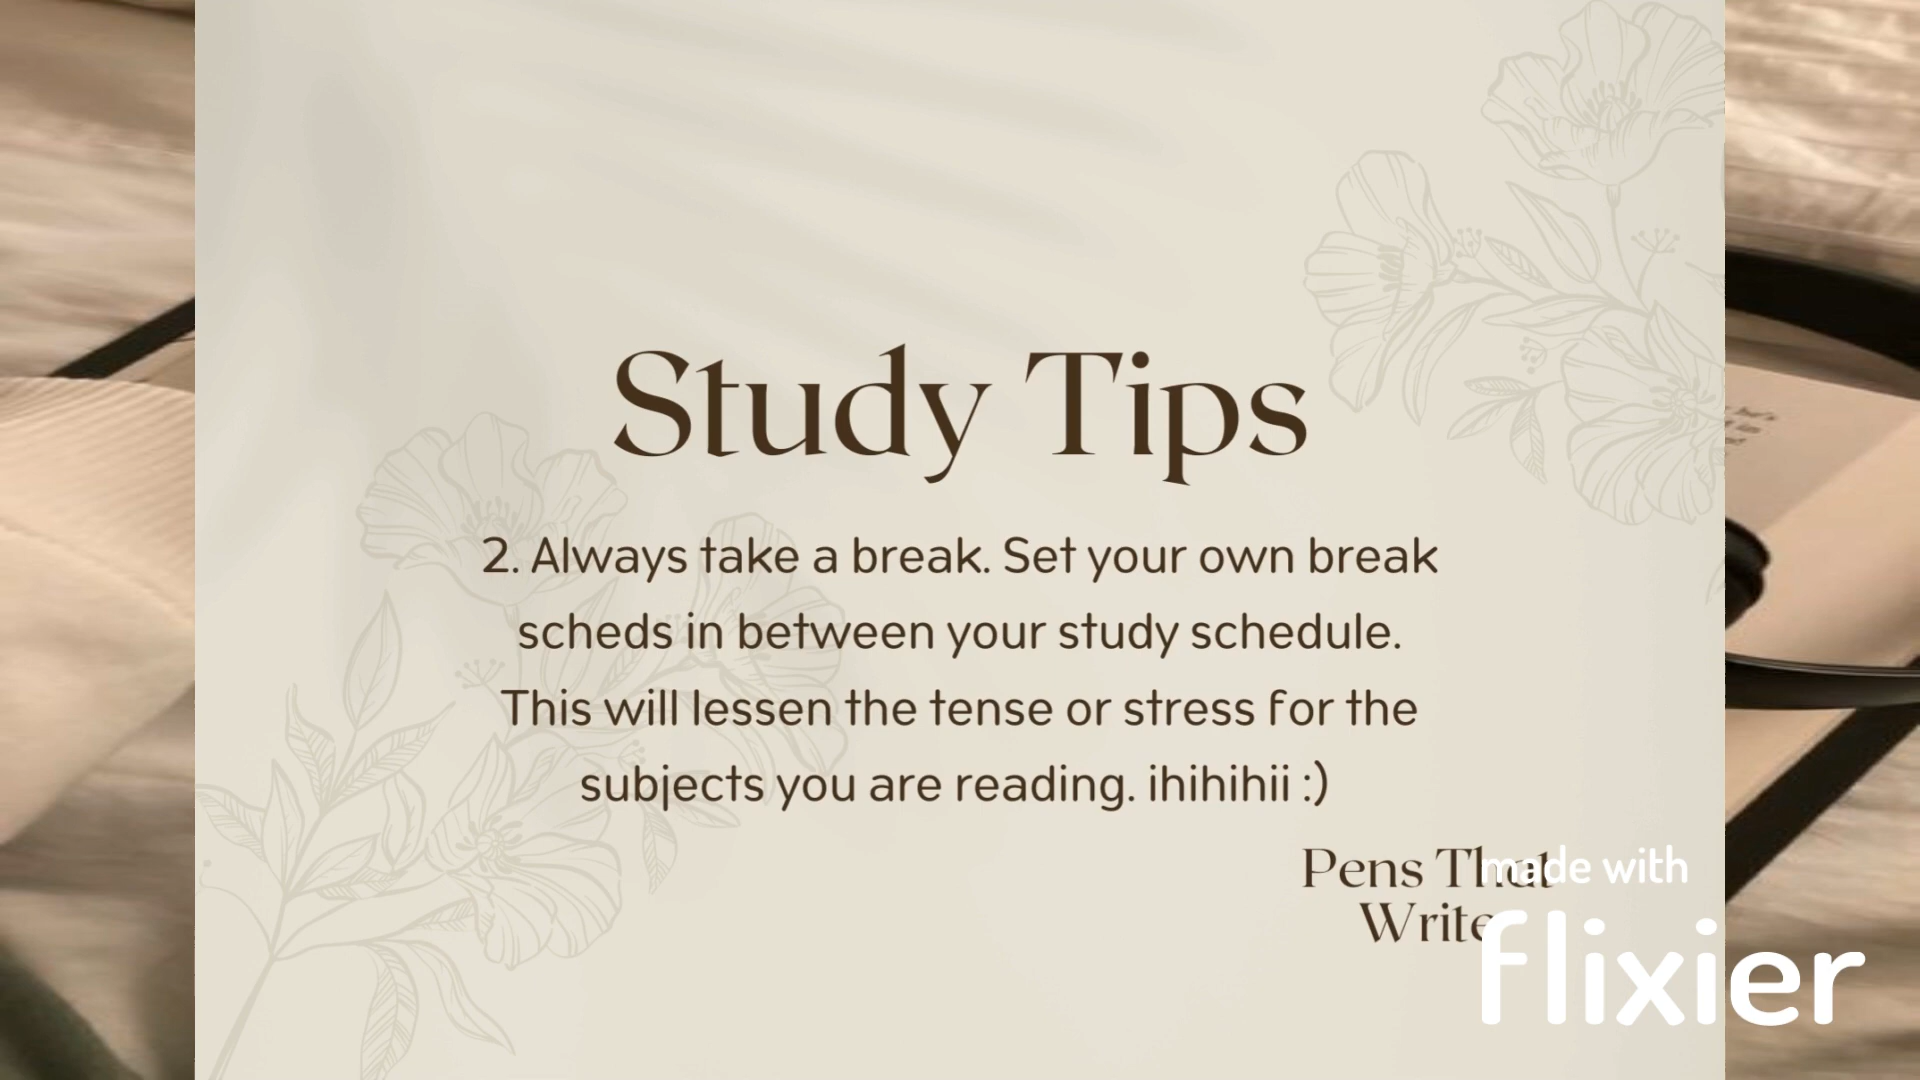 Study Tips
2. Always take a break. Set your own break
scheds in between your study schedule.
This will lessen the tense or stress for the
subjects you are reading. ihihihii :)
Pens That
Write
made with
flixier